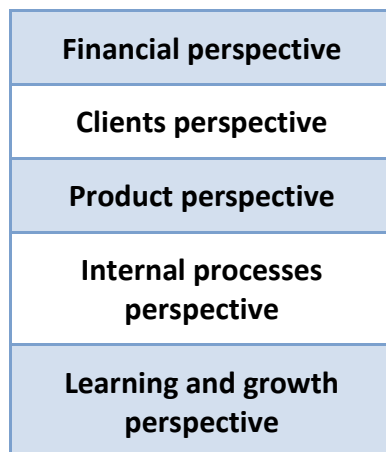 Financial perspective
Clients perspective
Product perspective
Internal processes
perspective
Learning and growth
perspective